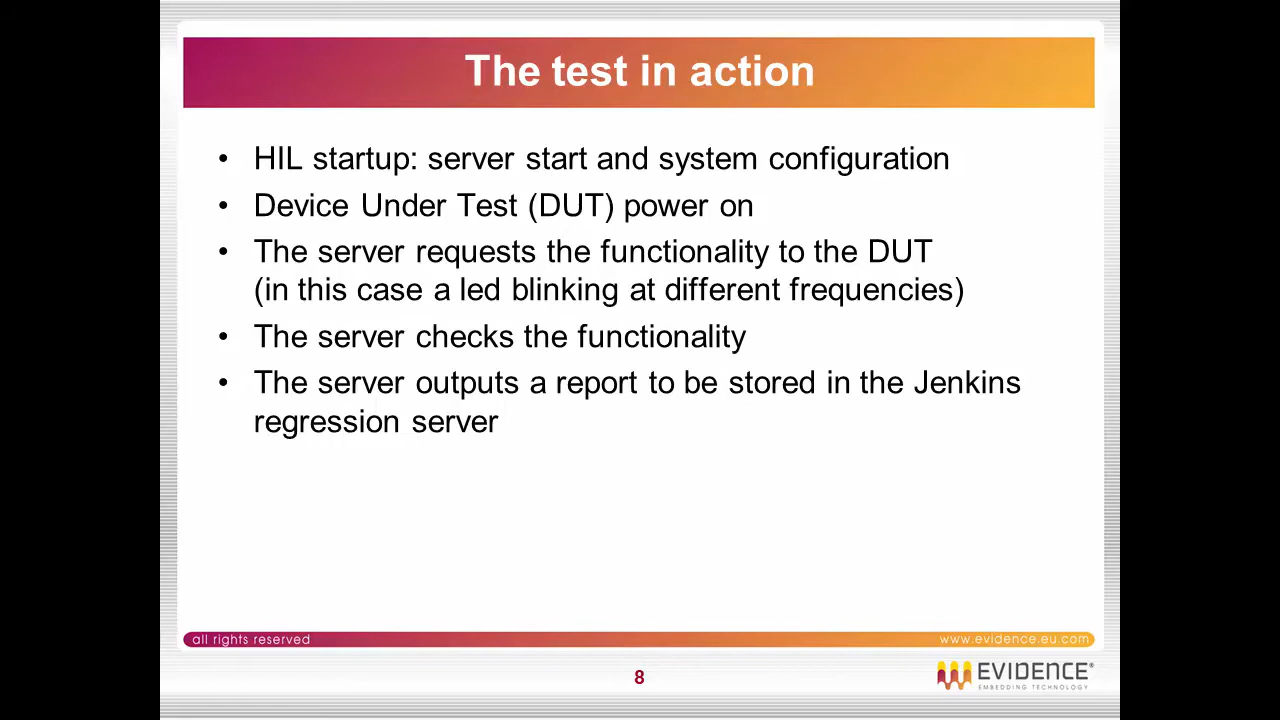 The test in action
• HIL startup: server start and system configuration
• Device Under Test (DUT) power on
• The server requests the functionality to the DUT
(in this case a led blinking at different frequencies)
• The server checks the functionality
• The server outputs a report to be stored in the Jenkins
regression server
all rights reserved
www.evidence.eu.com
8
EVIDENCE®
EMBEDDING TECHNOLOGY